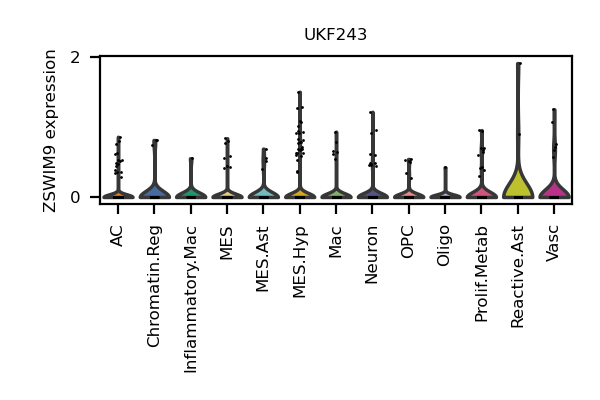 UKF243
ZSWIM9 expression
2
0
AC
Chromatin.Reg
Inflammatory.Mac
MES
MES.Ast
MES.Hyp
Mac
Neuron
OPC
Oligo
Prolif.Metab
Reactive.Ast
Vasc